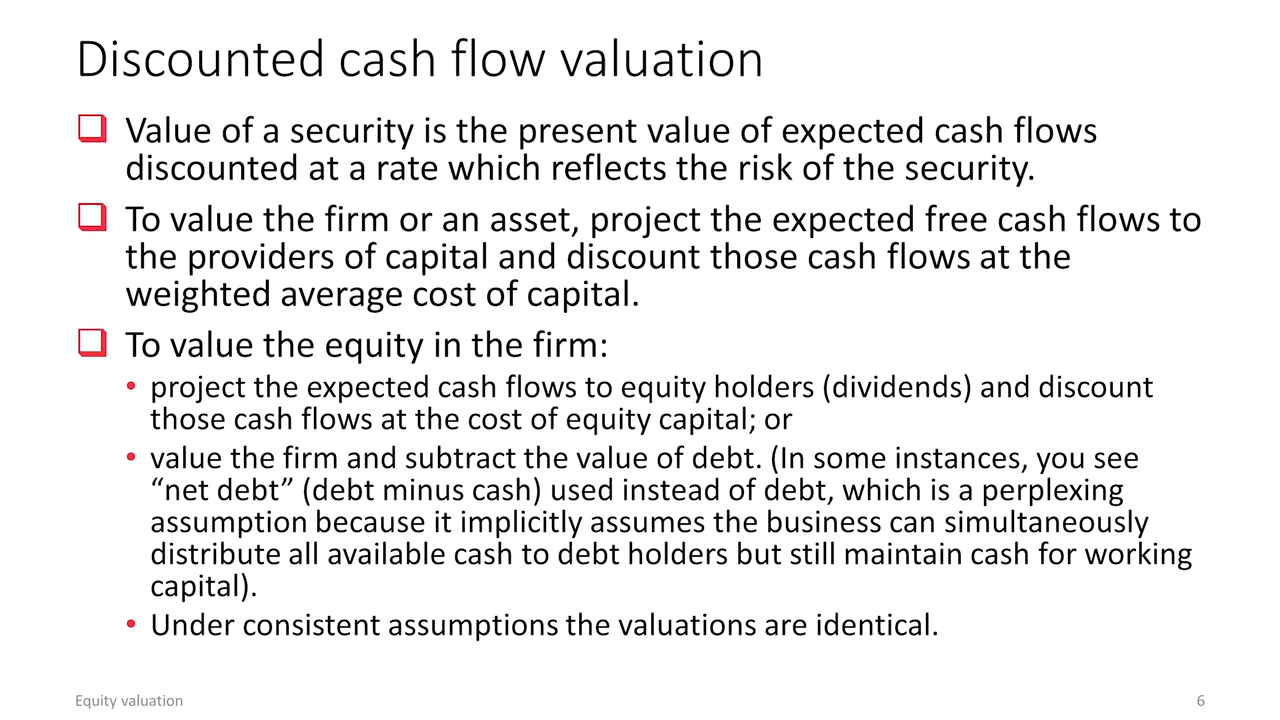 Discounted cash flow valuation
Value of a security is the present value of expected cash flows
discounted at a rate which reflects the risk of the security.
To value the firm or an asset, project the expected free cash flows to
the providers of capital and discount those cash flows at the
weighted average cost of capital.
To value the equity in the firm:
• project the expected cash flows to equity holders (dividends) and discount
those cash flows at the cost of equity capital; or
• value the firm and subtract the value of debt. (In some instances, you see
“net debt” (debt minus cash) used instead of debt, which is a perplexing
assumption because it implicitly assumes the business can simultaneously
distribute all available cash to debt holders but still maintain cash for working
capital).
• Under consistent assumptions the valuations are identical.
Equity valuation
6